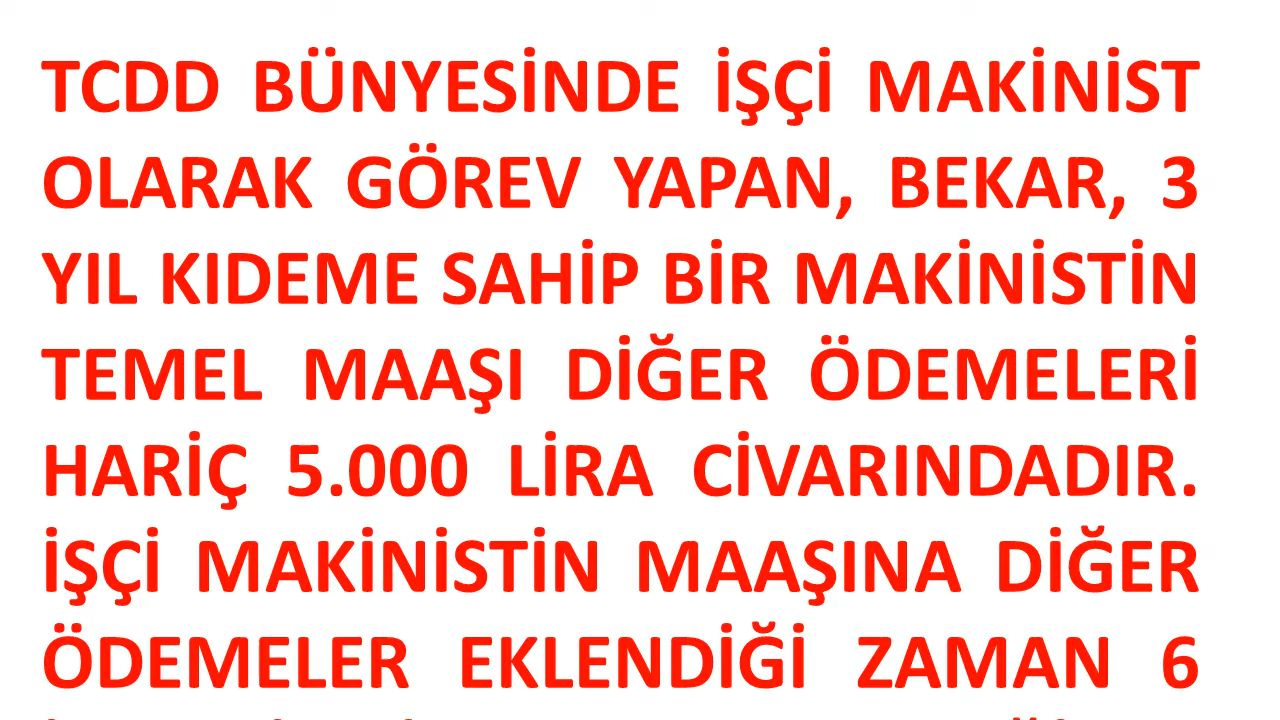 TCDD BÜNYESİNDE İŞÇİ MAKİNİST
OLARAK GÖREV YAPAN, BEKAR, 3
YIL KIDEME SAHİP BİR MAKİNİSTİN
TEMEL MAAŞI DİĞER ÖDEMELERİ
HARİÇ 5.000 LİRA CİVARINDADIR.
İŞÇİ MAKİNİSTİN MAAŞINA DİĞER
ÖDEMELER EKLENDİĞİ ZAMAN 6